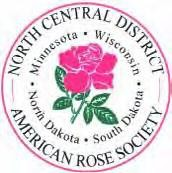 NORTH CENTRAL DISTRICT
Minnesota • Wisconsin •
North Dakota • South Dakota •
AMERICAN ROSE SOCIETY